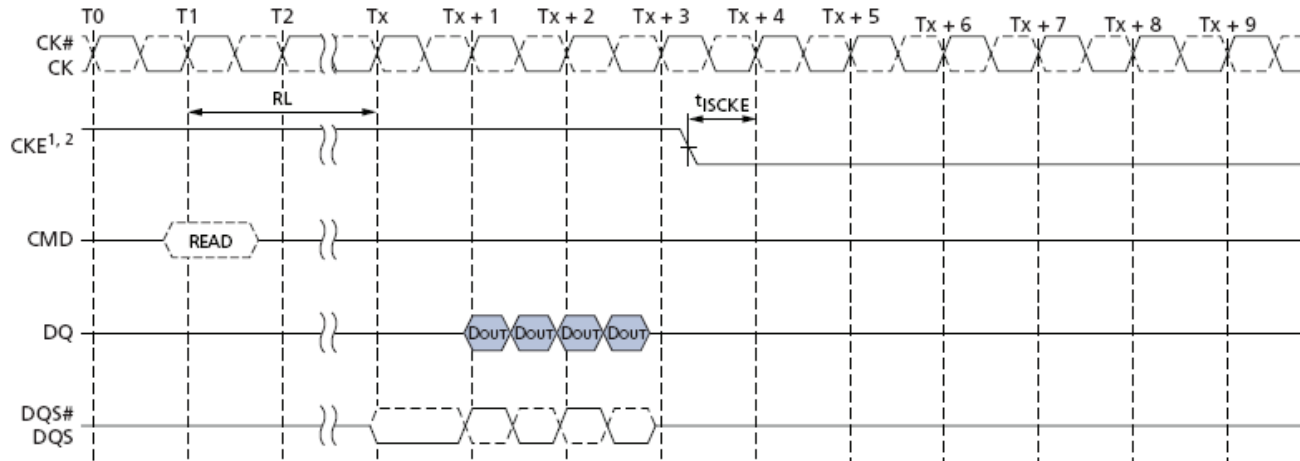 T0 T1 T2 Tx Tx + 1 Tx + 2 Tx + 3 Tx + 4 Tx + 5 Tx + 6 Tx + 7 Tx + 8 Tx + 9
CK#
CK
RL tISCKE
CKE1, 2
CMD READ
DQ DOUT DOUT DOUT DOUT
DQS#
DQS